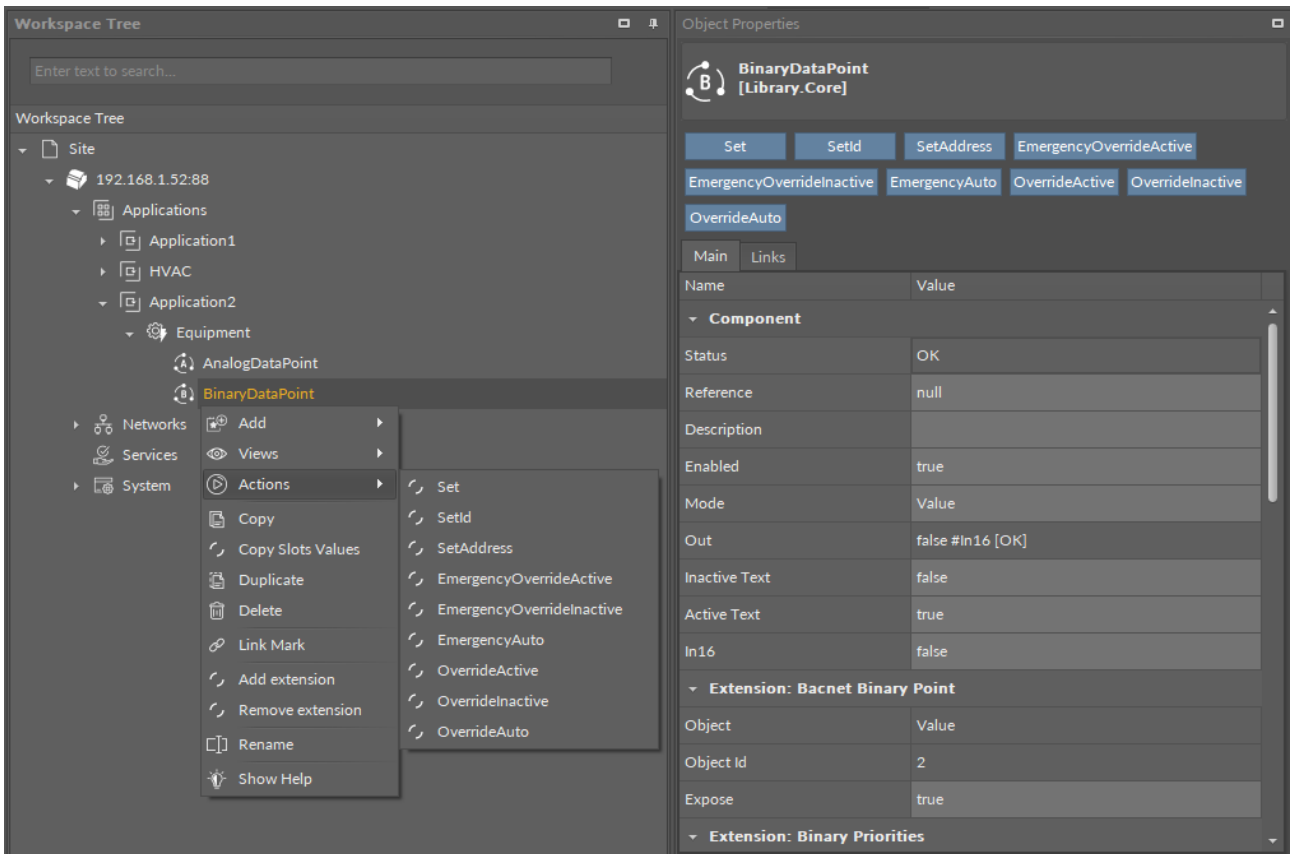 Workspace Tree
Enter text to search...
Workspace Tree
Site
192.168.1.52:88
Applications
Application1
HVAC
Application2
Equipment
AnalogDataPoint
BinaryDataPoint
Networks
Services
System
Add
Views
Actions
Copy
Copy Slots Values
Duplicate
Delete
Link Mark
Add extension
Remove extension
Rename
Show Help
Set
SetId
SetAddress
EmergencyOverrideActive
EmergencyOverrideInactive
EmergencyAuto
OverrideActive
OverrideInactive
OverrideAuto
Object Properties
BinaryDataPoint
[Library.Core]
Set SetId SetAddress EmergencyOverrideActive
EmergencyOverrideInactive EmergencyAuto OverrideActive OverrideInactive
OverrideAuto
Main Links
Name Value
Component
Status OK
Reference null
Description
Enabled true
Mode Value
Out false #In16 [OK]
Inactive Text false
Active Text true
In16 false
Extension: Bacnet Binary Point
Object Value
Object Id 2
Expose true
Extension: Binary Priorities